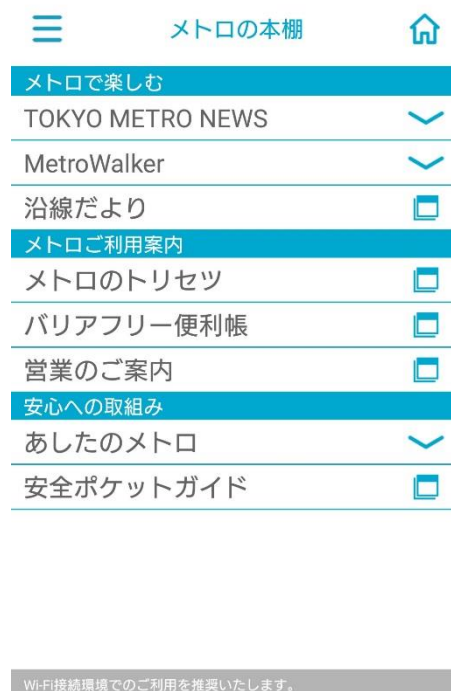 メトロの本棚
メトロで楽しむ
TOKYO METRO NEWS
MetroWalker
沿線だより
メトロご利用案内
メトロのトリセツ
バリアフリー便利帳
営業のご案内
安心への取組み
あしたのメトロ
安全ポケットガイド
Wi-Fi接続環境でのご利用を推奨いたします。